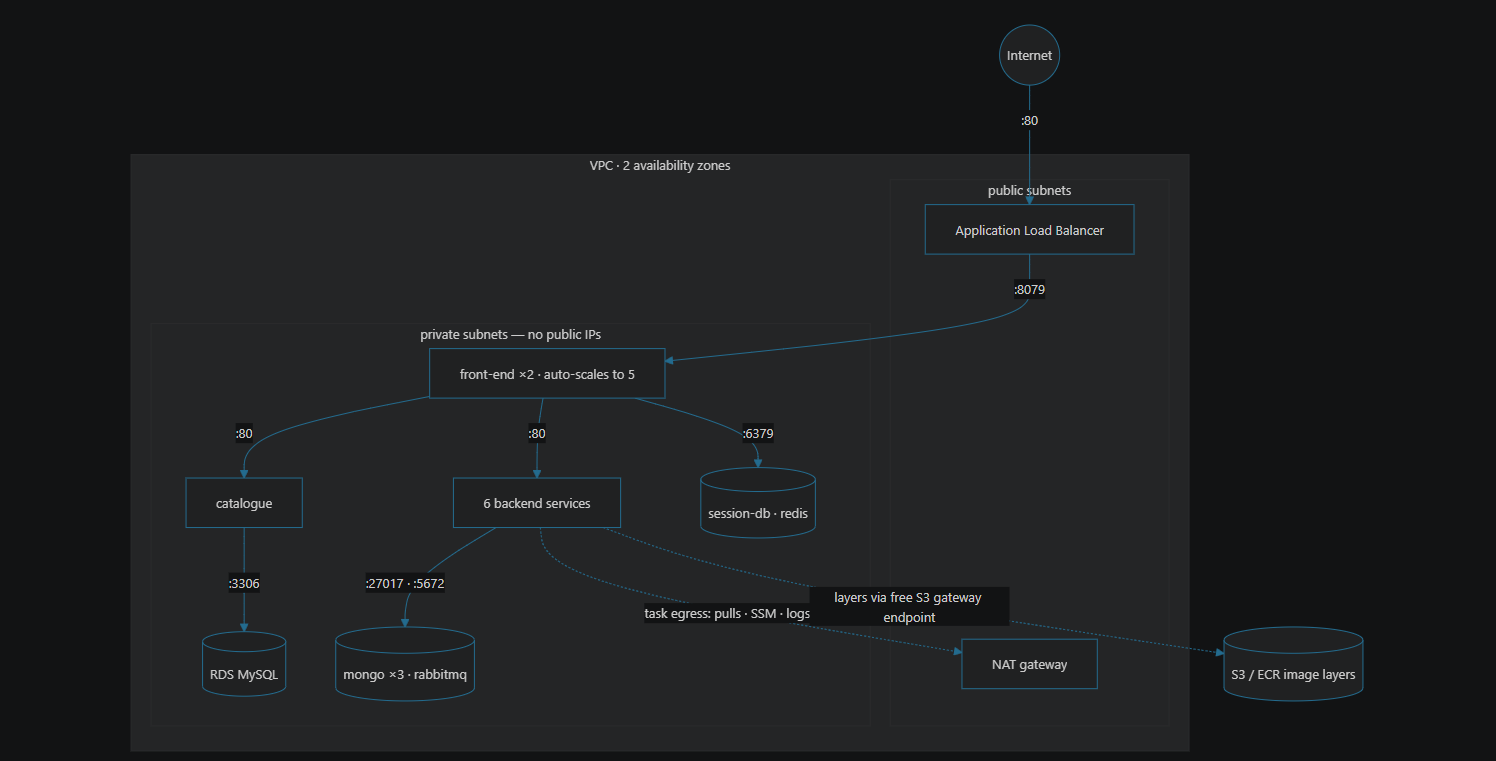 Internet
:80
VPC · 2 availability zones
public subnets
Application Load Balancer
:8079
private subnets — no public IPs
front-end ×2 · auto-scales to 5
:80
:80
:6379
catalogue
6 backend services
session-db · redis
:3306
:27017 · :5672
task egress: pulls · SSM · logs
layers via free S3 gateway
endpoint
RDS MySQL
mongo ×3 · rabbitmq
NAT gateway
S3 / ECR image layers